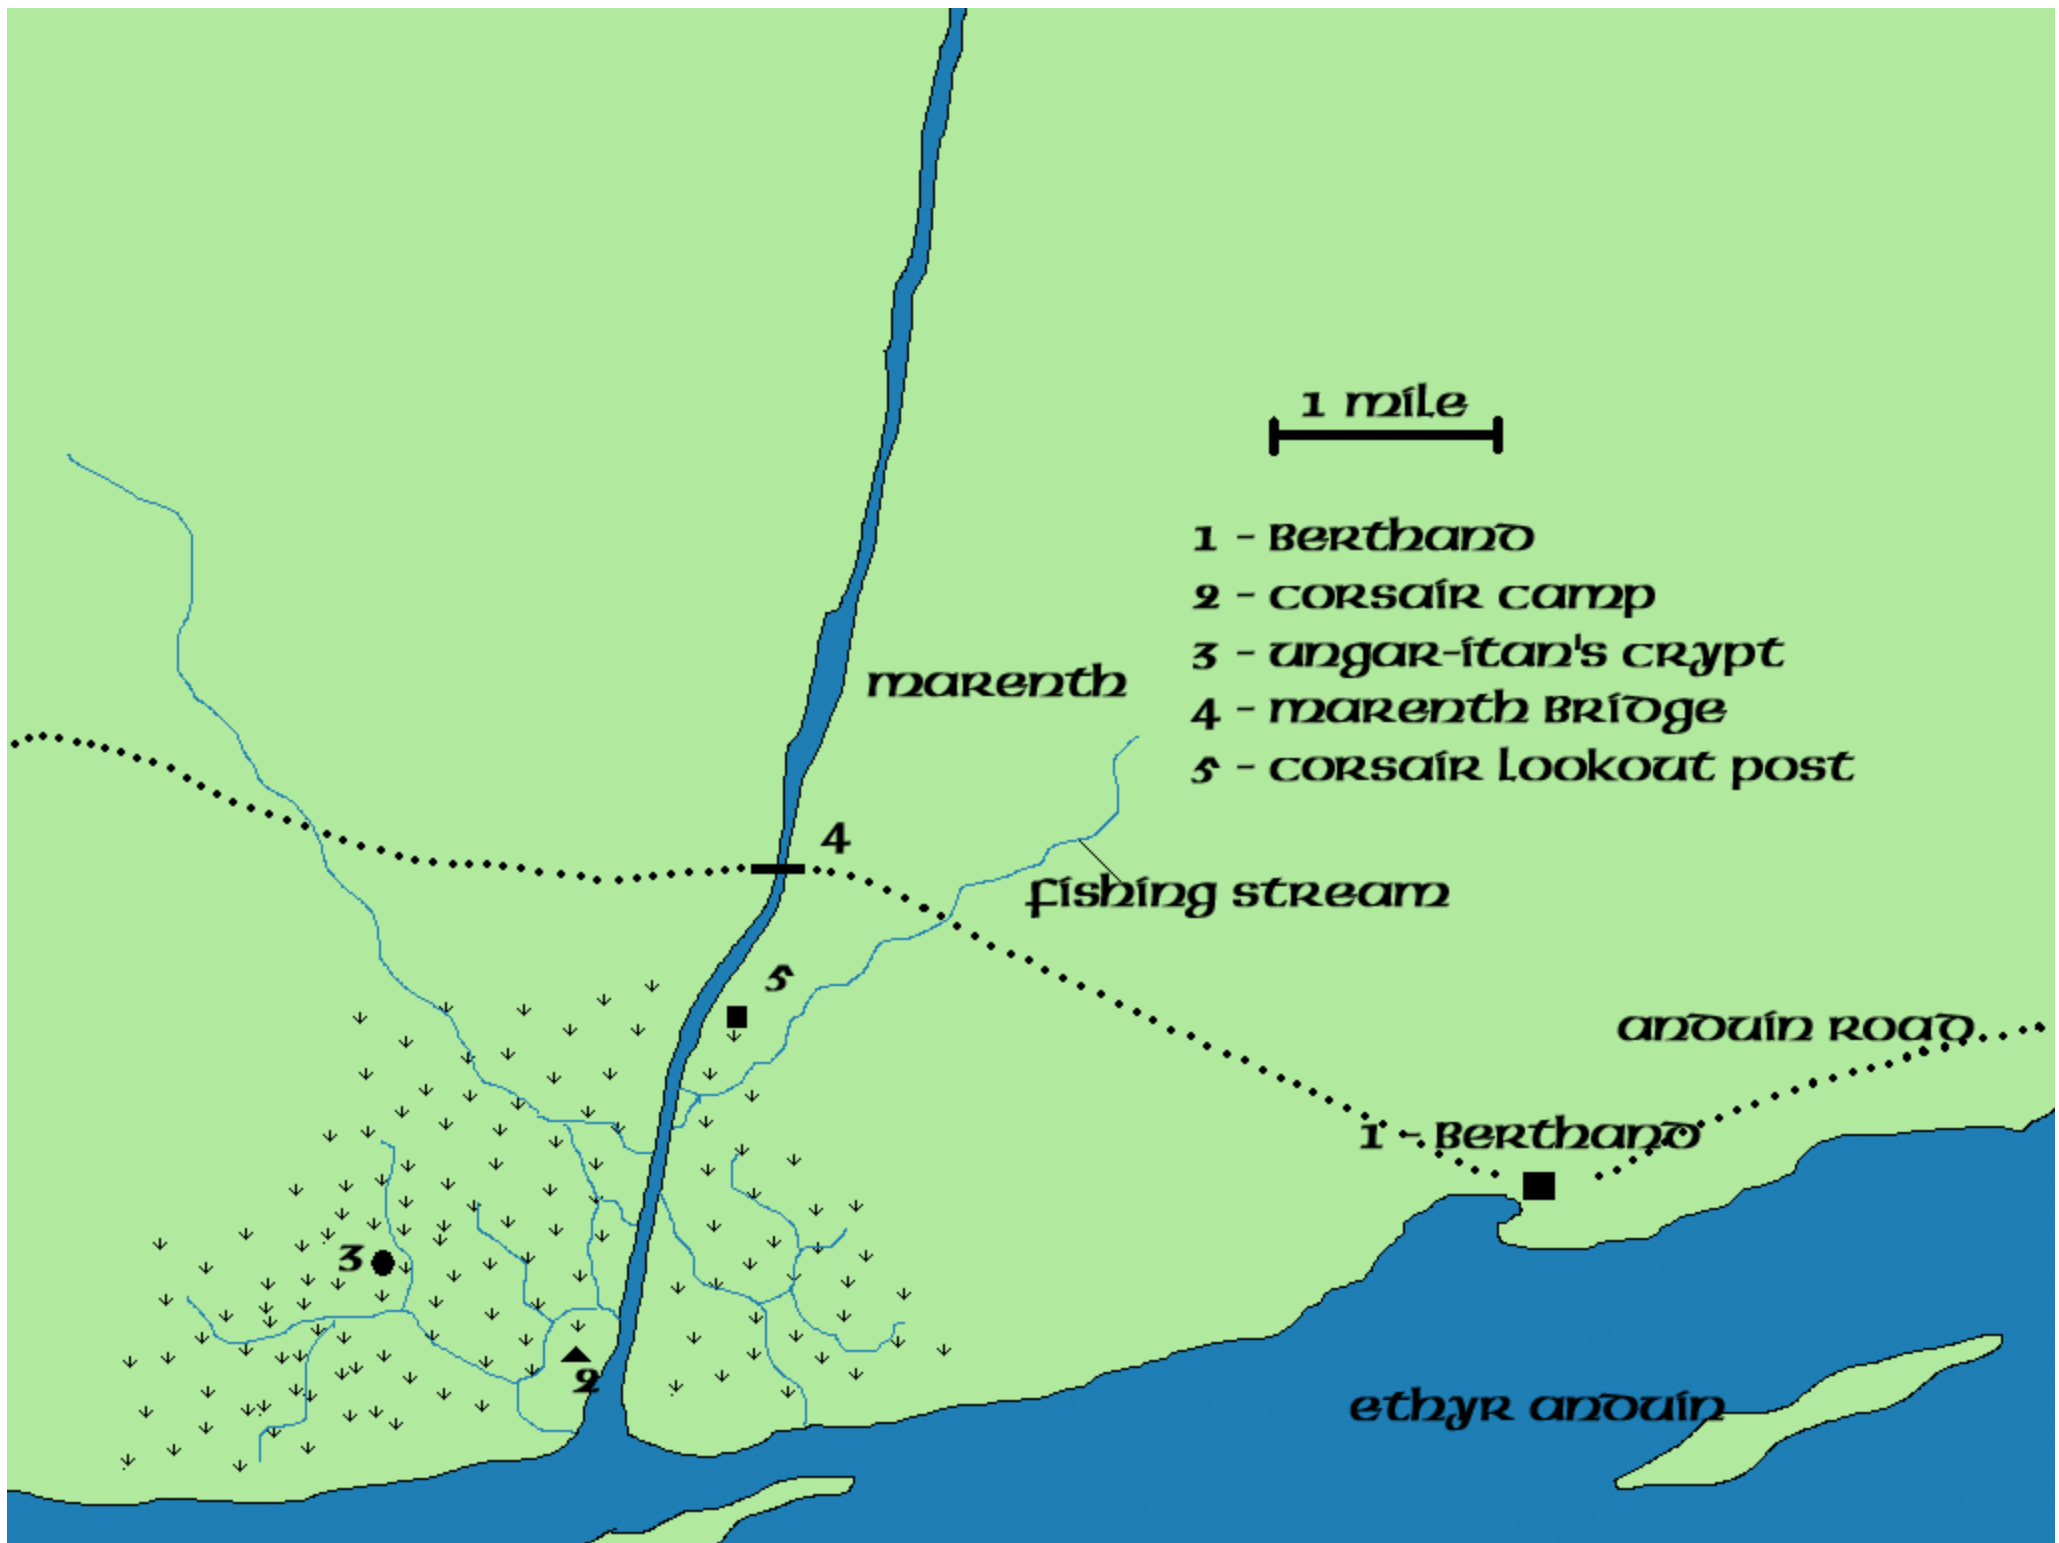 1 mile
1 - Berthand
2 - Corsair Camp
3 - Ungar-Itan's Crypt
4 - Marenth Bridge
5 - Corsair Lookout Post
Marenth
4
Fishing Stream
5
Anduin Road
1 - Berthand
3
2
Ethyr Anduin